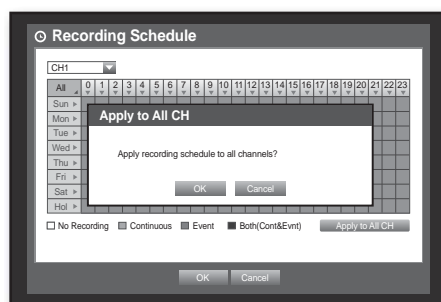 Recording Schedule
CH1
All 0 1 2 3 4 5 6 7 8 9 10 11 12 13 14 15 16 17 18 19 20 21 22 23
Sun
Mon
Tue
Wed
Thu
Fri
Sat
Hol
Apply to All CH
Apply recording schedule to all channels?
OK Cancel
No Recording Continuous Event Both(Cont&Evnt) Apply to All CH
OK Cancel